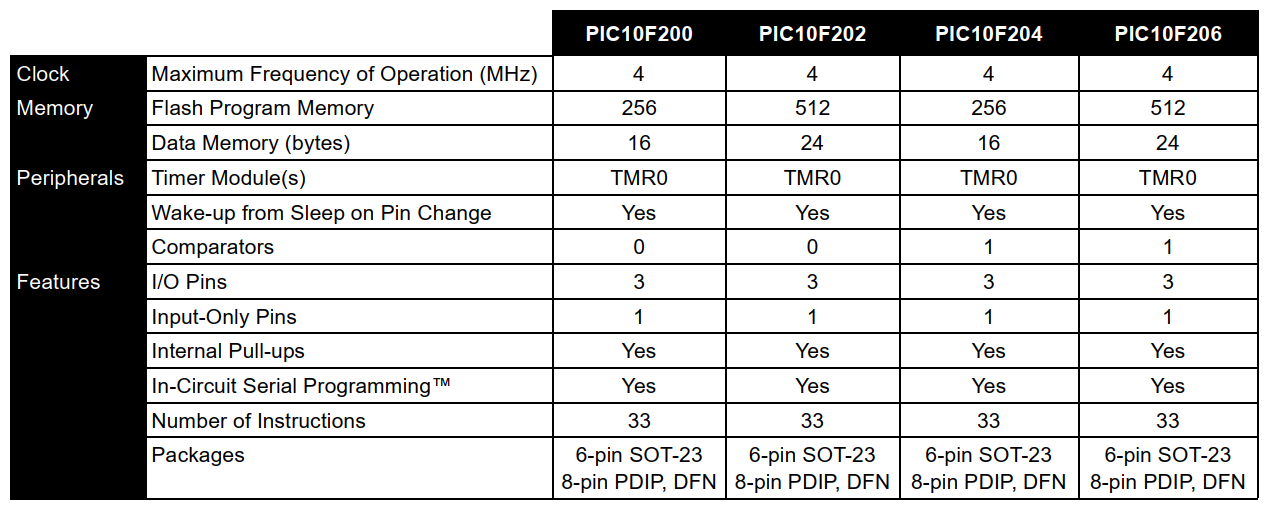 PIC10F200 PIC10F202 PIC10F204 PIC10F206
Clock Maximum Frequency of Operation (MHz) 4 4 4 4
Memory Flash Program Memory 256 512 256 512
Data Memory (bytes) 16 24 16 24
Peripherals Timer Module(s) TMR0 TMR0 TMR0 TMR0
Wake-up from Sleep on Pin Change Yes Yes Yes Yes
Comparators 0 0 1 1
Features I/O Pins 3 3 3 3
Input-Only Pins 1 1 1 1
Internal Pull-ups Yes Yes Yes Yes
In-Circuit Serial Programming™ Yes Yes Yes Yes
Number of Instructions 33 33 33 33
Packages 6-pin SOT-23 6-pin SOT-23 6-pin SOT-23 6-pin SOT-23
8-pin PDIP, DFN 8-pin PDIP, DFN 8-pin PDIP, DFN 8-pin PDIP, DFN